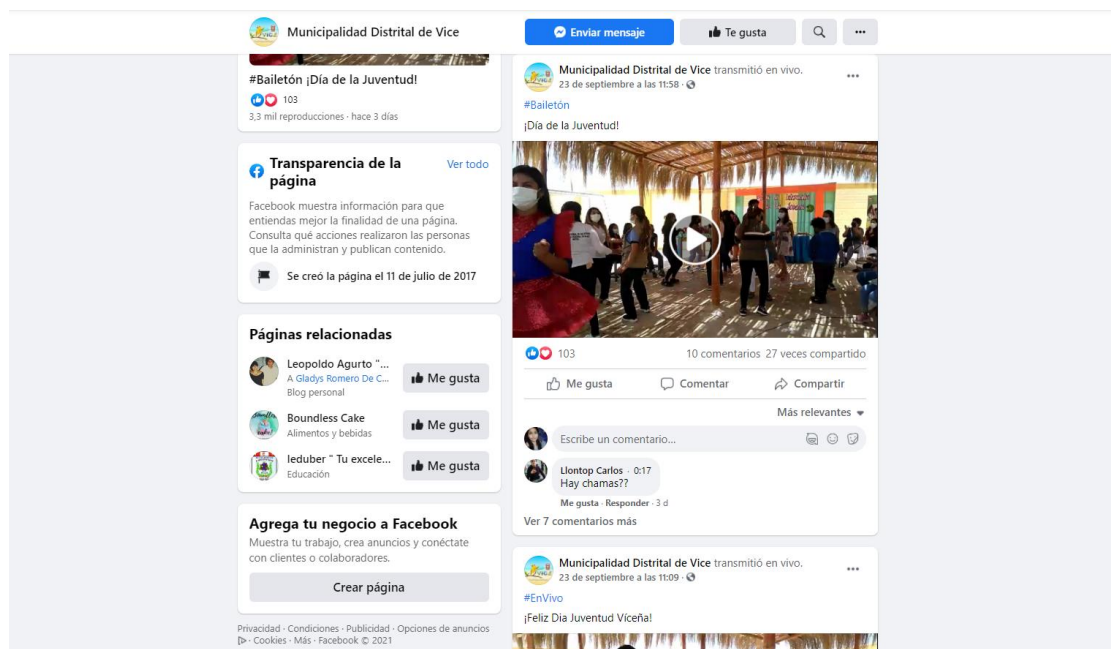 Municipalidad Distrital de Vice
Enviar mensaje
Te gusta
#Bailetón ¡Día de la Juventud!
103
3,3 mil reproducciones · hace 3 días
Transparencia de la
página
Ver todo
Facebook muestra información para que
entiendas mejor la finalidad de una página.
Consulta qué acciones realizaron las personas
que la administran y publican contenido.
Se creó la página el 11 de julio de 2017
Páginas relacionadas
Leopoldo Agurto “...
A Gladys Romero De C...
Blog personal
Me gusta
Boundless Cake
Alimentos y bebidas
Me gusta
Ieduber " Tu excele...
Educación
Me gusta
Agrega tu negocio a Facebook
Muestra tu trabajo, crea anuncios y conéctate
con clientes o colaboradores.
Crear página
Privacidad · Condiciones · Publicidad · Opciones de anuncios
· Cookies · Más · Facebook © 2021
Municipalidad Distrital de Vice transmitió en vivo.
23 de septiembre a las 11:58 ·
#Bailetón
¡Día de la Juventud!
103
10 comentarios 27 veces compartido
Me gusta Comentar Compartir
Más relevantes
Escribe un comentario...
Llontop Carlos · 0:17
Hay chamas??
Me gusta · Responder · 3 d
Ver 7 comentarios más
Municipalidad Distrital de Vice transmitió en vivo.
23 de septiembre a las 11:09 ·
#EnVivo
¡Feliz Dia Juventud Víceña!